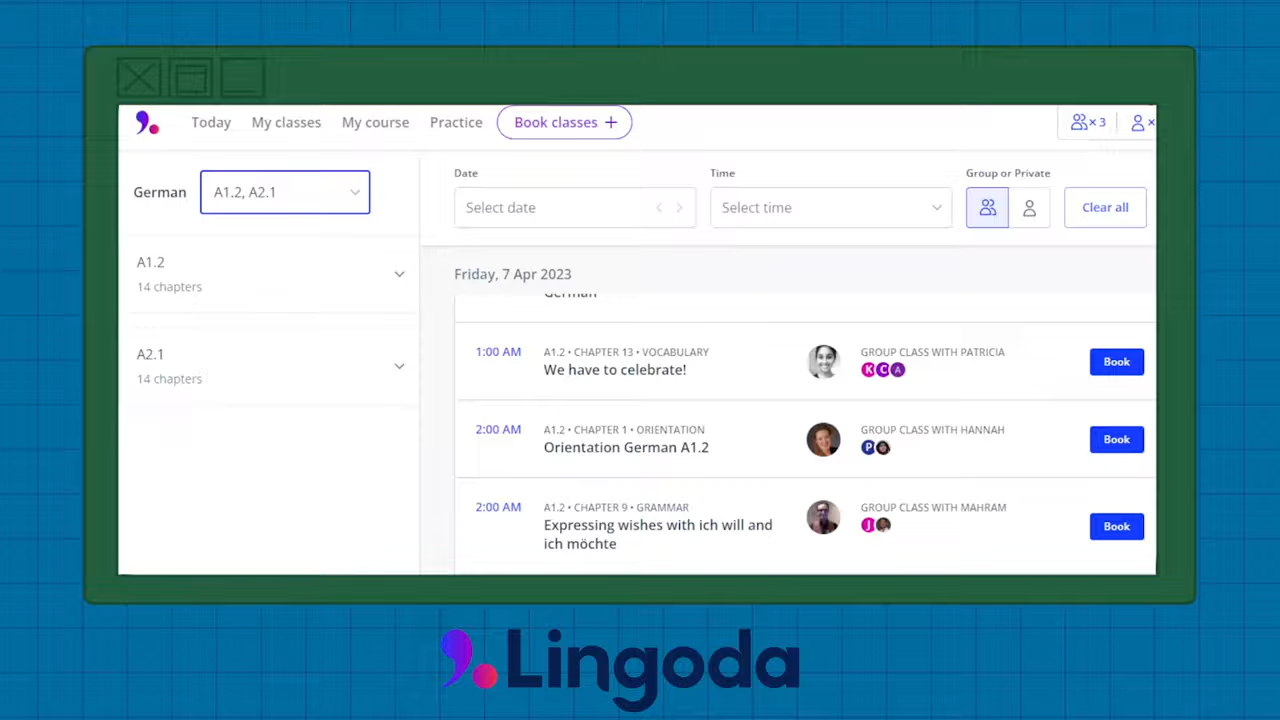 Today My classes My course Practice Book classes +
× 3 ×
German A1.2, A2.1
Date Time Group or Private
Select date Select time Clear all
A1.2
14 chapters
A2.1
14 chapters
Friday, 7 Apr 2023
German
1:00 AM A1.2 • CHAPTER 13 • VOCABULARY GROUP CLASS WITH PATRICIA
We have to celebrate! K C A Book
2:00 AM A1.2 • CHAPTER 1 • ORIENTATION GROUP CLASS WITH HANNAH
Orientation German A1.2 P Book
2:00 AM A1.2 • CHAPTER 9 • GRAMMAR GROUP CLASS WITH MAHRAM
Expressing wishes with ich will and J Book
ich möchte
Lingoda